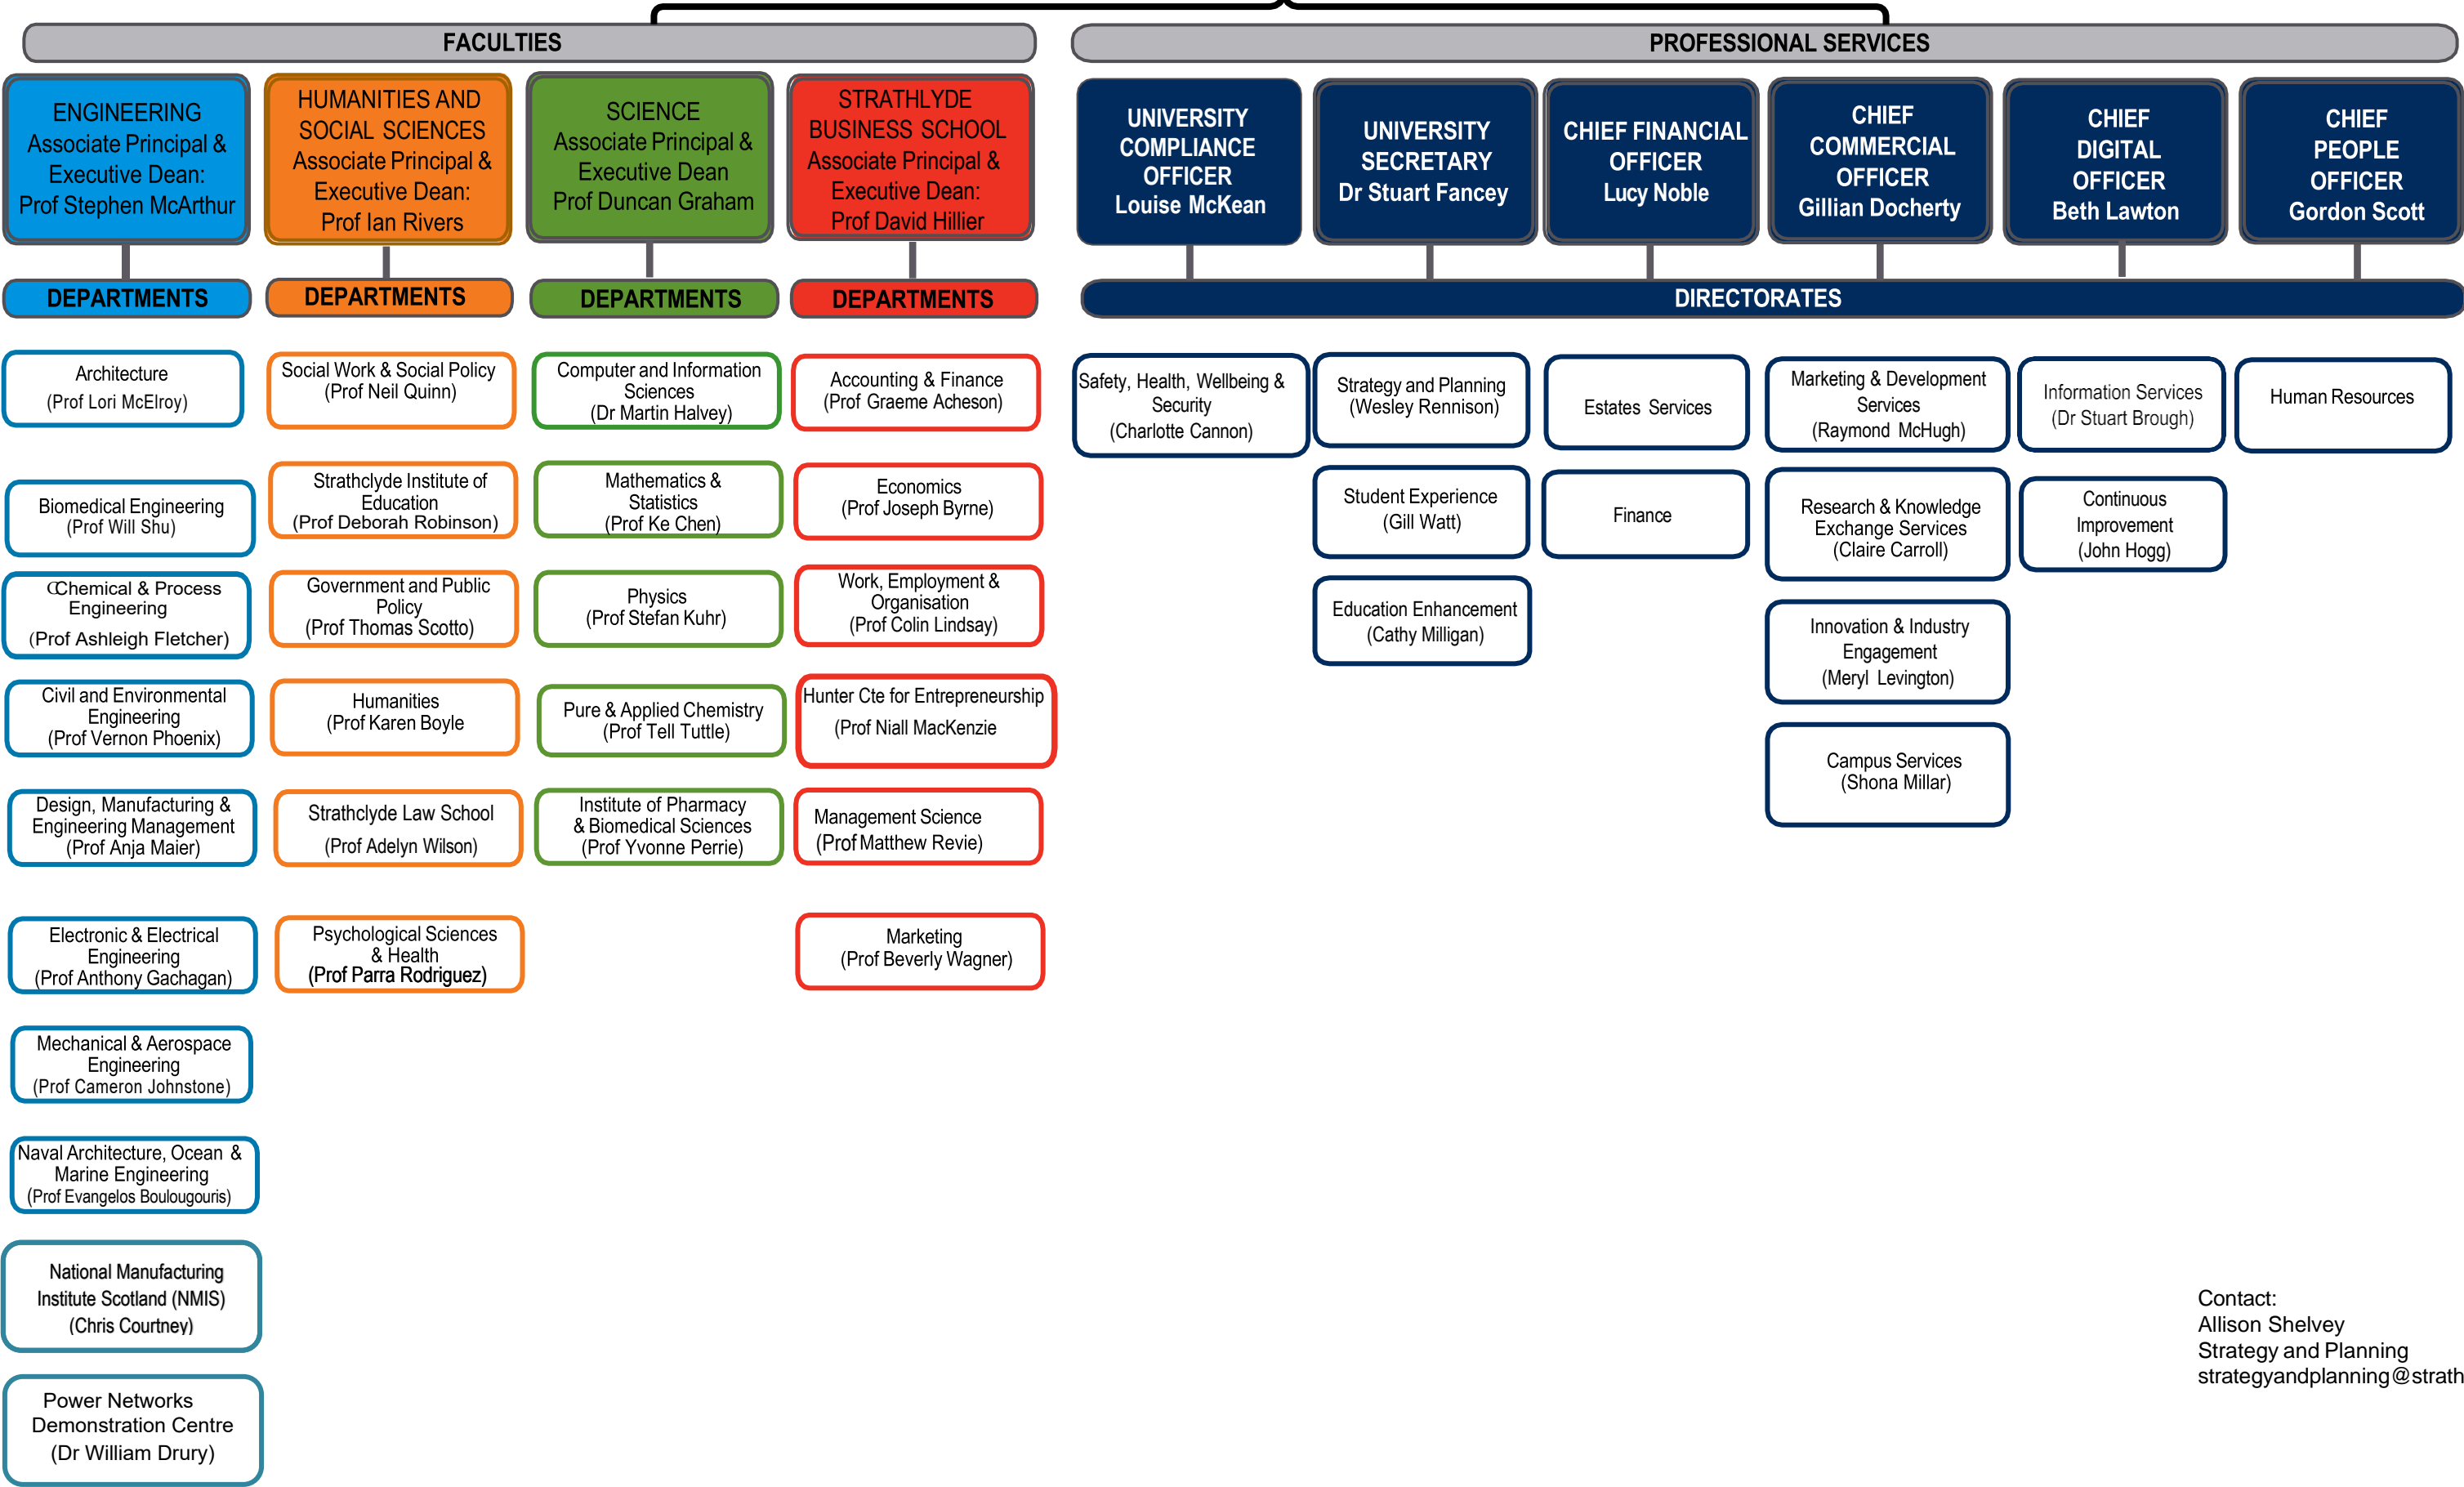 FACULTIES
PROFESSIONAL SERVICES
ENGINEERING
Associate Principal &
Executive Dean:
Prof Stephen McArthur
HUMANITIES AND
SOCIAL SCIENCES
Associate Principal &
Executive Dean:
Prof Ian Rivers
SCIENCE
Associate Principal &
Executive Dean
Prof Duncan Graham
STRATHLYDE
BUSINESS SCHOOL
Associate Principal &
Executive Dean:
Prof David Hillier
UNIVERSITY
COMPLIANCE
OFFICER
Louise McKean
UNIVERSITY
SECRETARY
Dr Stuart Fancey
CHIEF FINANCIAL
OFFICER
Lucy Noble
CHIEF
COMMERCIAL
OFFICER
Gillian Docherty
CHIEF
DIGITAL
OFFICER
Beth Lawton
CHIEF
PEOPLE
OFFICER
Gordon Scott
DEPARTMENTS
DEPARTMENTS
DEPARTMENTS
DEPARTMENTS
DIRECTORATES
Architecture
(Prof Lori McElroy)
Biomedical Engineering
(Prof Will Shu)
Chemical & Process
Engineering
(Prof Ashleigh Fletcher)
Civil and Environmental
Engineering
(Prof Vernon Phoenix)
Design, Manufacturing &
Engineering Management
(Prof Anja Maier)
Electronic & Electrical
Engineering
(Prof Anthony Gachagan)
Mechanical & Aerospace
Engineering
(Prof Cameron Johnstone)
Naval Architecture, Ocean &
Marine Engineering
(Prof Evangelos Boulougouris)
National Manufacturing
Institute Scotland (NMIS)
(Chris Courtney)
Power Networks
Demonstration Centre
(Dr William Drury)
Social Work & Social Policy
(Prof Neil Quinn)
Strathclyde Institute of
Education
(Prof Deborah Robinson)
Government and Public
Policy
(Prof Thomas Scotto)
Humanities
(Prof Karen Boyle
Strathclyde Law School
(Prof Adelyn Wilson)
Psychological Sciences
& Health
(Prof Parra Rodriguez)
Computer and Information
Sciences
(Dr Martin Halvey)
Mathematics &
Statistics
(Prof Ke Chen)
Physics
(Prof Stefan Kuhr)
Pure & Applied Chemistry
(Prof Tell Tuttle)
Institute of Pharmacy
& Biomedical Sciences
(Prof Yvonne Perrie)
Accounting & Finance
(Prof Graeme Acheson)
Economics
(Prof Joseph Byrne)
Work, Employment &
Organisation
(Prof Colin Lindsay)
Hunter Cte for Entrepreneurship
(Prof Niall MacKenzie
Management Science
(Prof Matthew Revie)
Marketing
(Prof Beverly Wagner)
Safety, Health, Wellbeing &
Security
(Charlotte Cannon)
Strategy and Planning
(Wesley Rennison)
Student Experience
(Gill Watt)
Education Enhancement
(Cathy Milligan)
Estates Services
Finance
Marketing & Development
Services
(Raymond McHugh)
Research & Knowledge
Exchange Services
(Claire Carroll)
Innovation & Industry
Engagement
(Meryl Levington)
Campus Services
(Shona Millar)
Information Services
(Dr Stuart Brough)
Continuous
Improvement
(John Hogg)
Human Resources
Contact:
Allison Shelvey
Strategy and Planning
strategyandplanning@strath